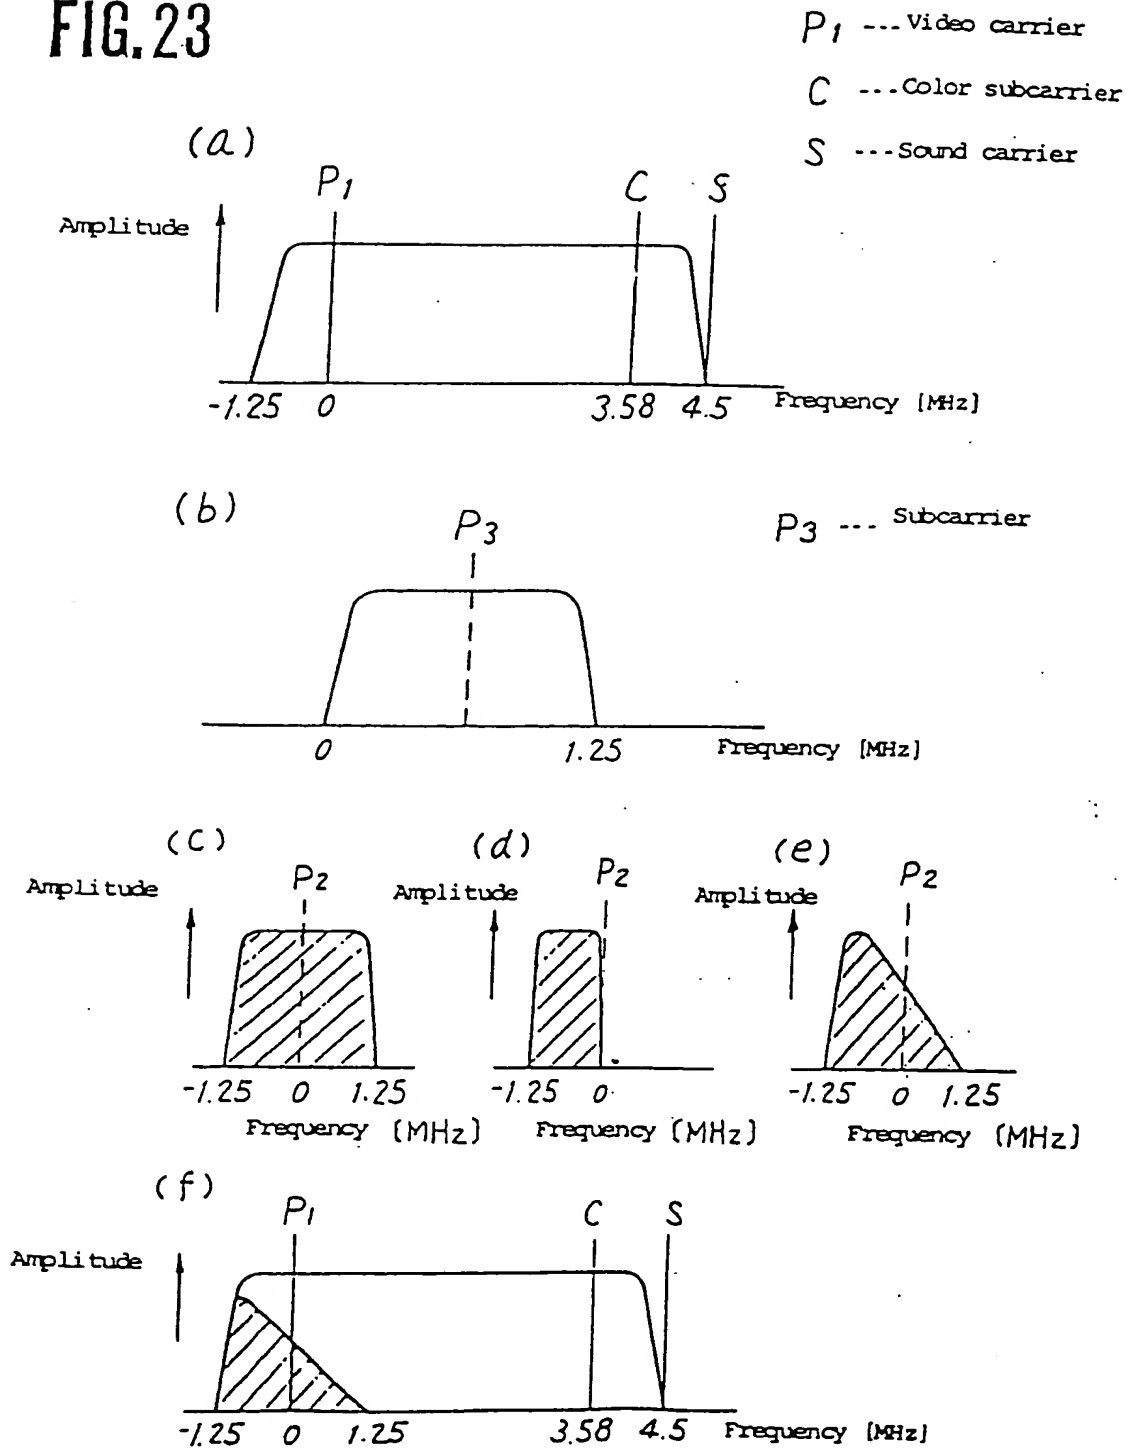 FIG. 23
P1 --- Video carrier
C --- Color subcarrier
S --- Sound carrier
(a)
P1 C S
Amplitude
-1.25 0 3.58 4.5 Frequency [MHz]
(b)
P3
P3 --- Subcarrier
0 1.25 Frequency [MHz]
(c) (d) (e)
P2 P2 P2
Amplitude Amplitude Amplitude
-1.25 0 1.25 -1.25 0 -1.25 0 1.25
Frequency [MHz] Frequency [MHz] Frequency [MHz]
(f)
P1 C S
Amplitude
-1.25 0 1.25 3.58 4.5 Frequency [MHz]